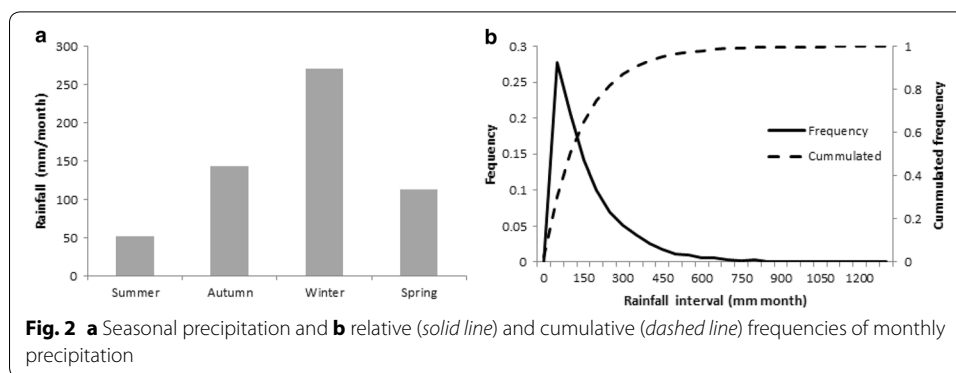 a
300
250
200
150
100
50
0
Rainfall (mm/month)
Summer Autumn Winter Spring
b
0.3
0.25
0.2
0.15
0.1
0.05
0
Fequency
1
0.8
0.6
0.4
0.2
0
Cummulated frequency
Frequency
Cummulated
0 150 300 450 600 750 900 1050 1200
Rainfall interval (mm month)
Fig. 2 a Seasonal precipitation and b relative (solid line) and cumulative (dashed line) frequencies of monthly
precipitation